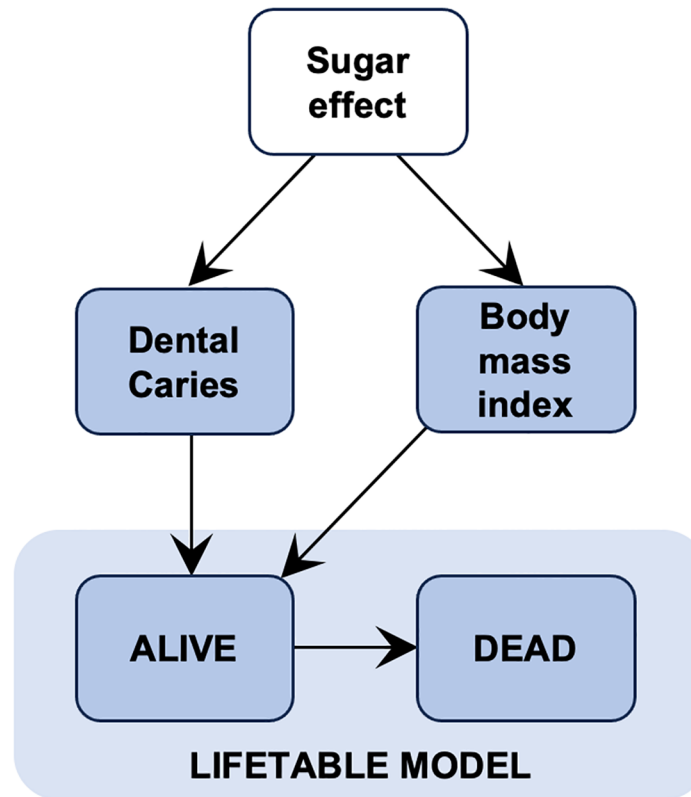 Sugar
effect
Dental
Caries
Body
mass
index
ALIVE
DEAD
LIFETABLE MODEL